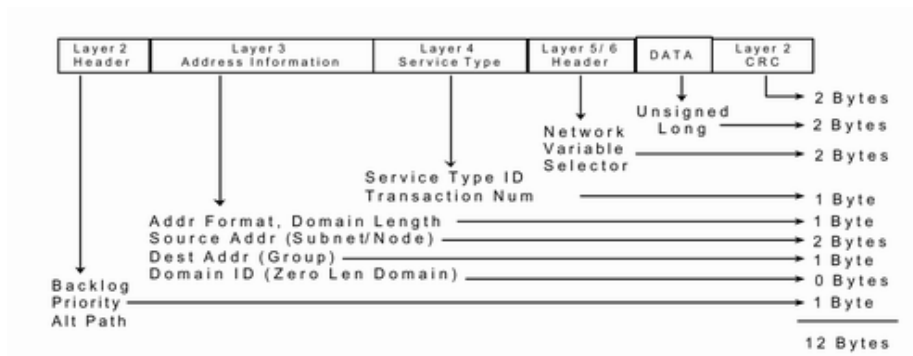 Layer 2 Header
Layer 3 Address Information
Layer 4 Service Type
Layer 5/6 Header
DATA
Layer 2 CRC
2 Bytes
Unsigned Long
2 Bytes
Network Variable Selector
2 Bytes
Service Type ID
Transaction Num
1 Byte
Addr Format, Domain Length
1 Byte
Source Addr (Subnet/Node)
2 Bytes
Dest Addr (Group)
1 Byte
Domain ID (Zero Len Domain)
0 Bytes
Backlog
Priority
1 Byte
Alt Path
12 Bytes